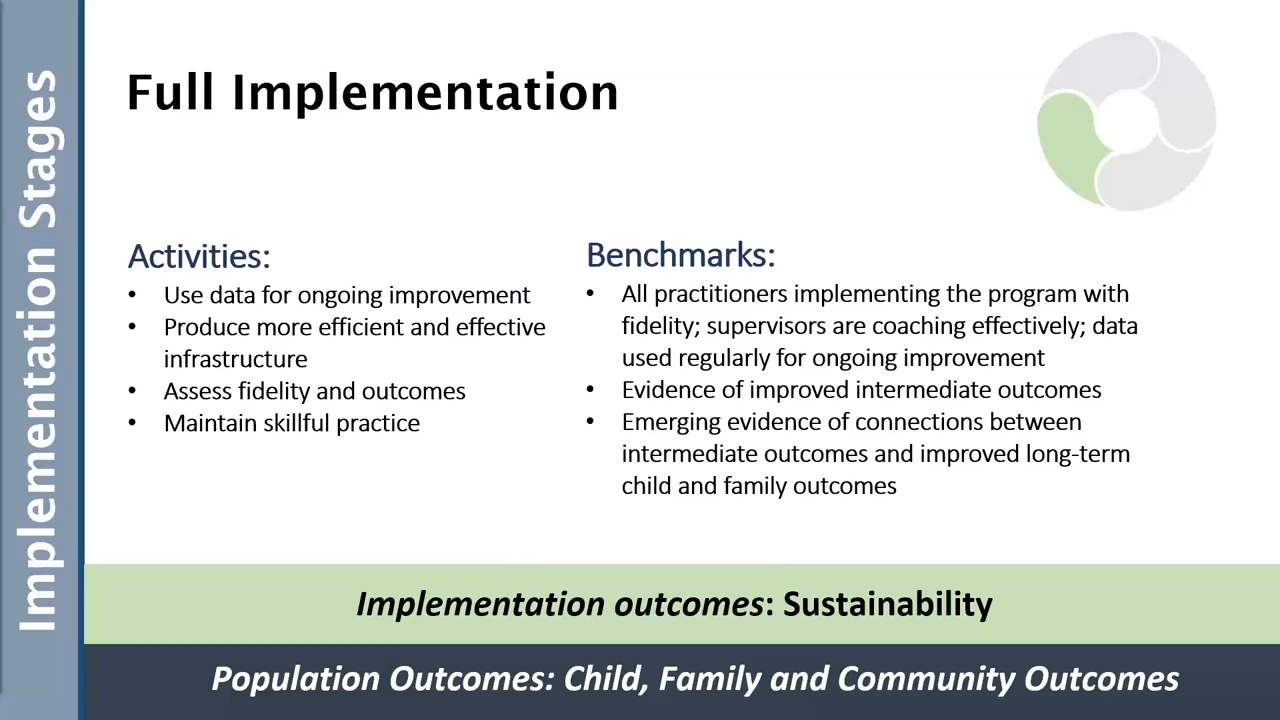 Implementation Stages
Full Implementation
Activities:
• Use data for ongoing improvement
• Produce more efficient and effective
infrastructure
• Assess fidelity and outcomes
• Maintain skillful practice
Benchmarks:
• All practitioners implementing the program with
fidelity; supervisors are coaching effectively; data
used regularly for ongoing improvement
• Evidence of improved intermediate outcomes
• Emerging evidence of connections between
intermediate outcomes and improved long-term
child and family outcomes
Implementation outcomes: Sustainability
Population Outcomes: Child, Family and Community Outcomes